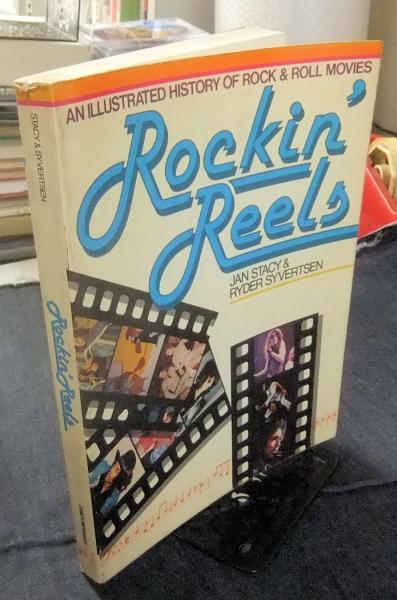 AN ILLUSTRATED HISTORY OF ROCK & ROLL MOVIES
Rockin'
Reels
JAN STACY &
RYDER SYVERTSEN
STACY & SYVERTSEN
Rockin' Reels